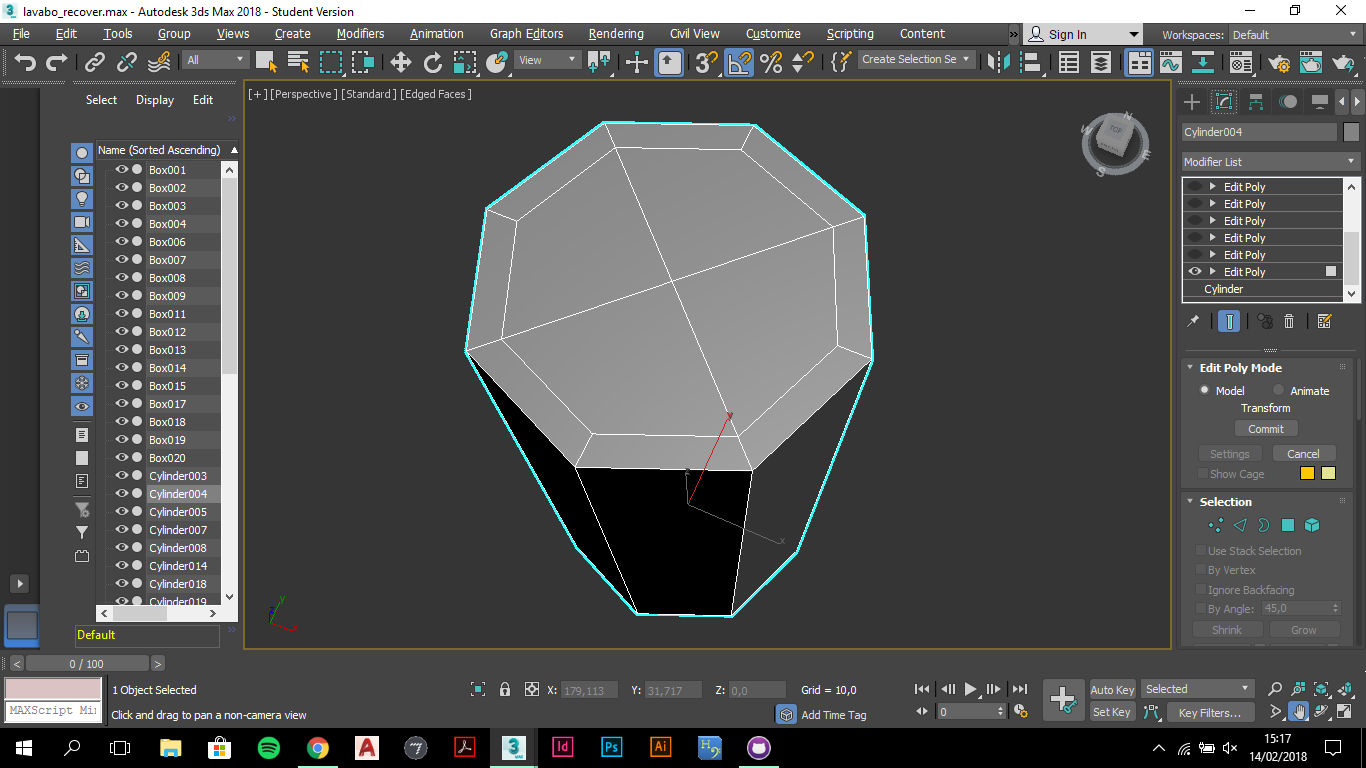 lavabo_recover.max - Autodesk 3ds Max 2018 - Student Version
File Edit Tools Group Views Create Modifiers Animation Graph Editors Rendering Civil View Customize Scripting Content » Sign In Workspaces: Default
All View 3 Create Selection Se
Select Display Edit
[+] [Perspective] [Standard] [Edged Faces]
Name (Sorted Ascending)
Box001
Box002
Box003
Box004
Box006
Box007
Box008
Box009
Box011
Box012
Box013
Box014
Box015
Box017
Box018
Box019
Box020
Cylinder003
Cylinder004
Cylinder005
Cylinder007
Cylinder008
Cylinder014
Cylinder018
Cylinder019
Default
TOP
N
W
E
S
y
z
x
Cylinder004
Modifier List
Edit Poly
Edit Poly
Edit Poly
Edit Poly
Edit Poly
Edit Poly
Cylinder
Edit Poly Mode
Model Animate
Transform
Commit
Settings Cancel
Show Cage
Selection
Use Stack Selection
By Vertex
Ignore Backfacing
By Angle: 45,0
Shrink Grow
< 0 / 100 >
MAXScript Mi
1 Object Selected
Click and drag to pan a non-camera view
X: 179,113 Y: 31,717 Z: 0,0 Grid = 10,0
Add Time Tag
0
Auto Key Selected
Set Key Key Filters...
3 Id Ps Ai H2
15:17
14/02/2018